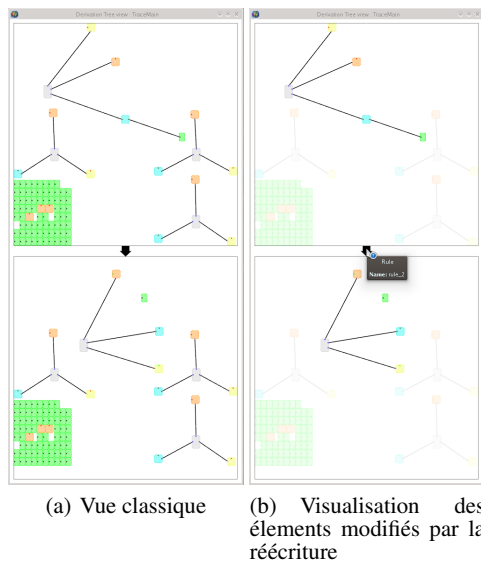 Derivation Tree view : TraceMain
Derivation Tree view : TraceMain
Rule
Name: rule_2
(a) Vue classique
(b) Visualisation des
élements modifiés par la
réécriture